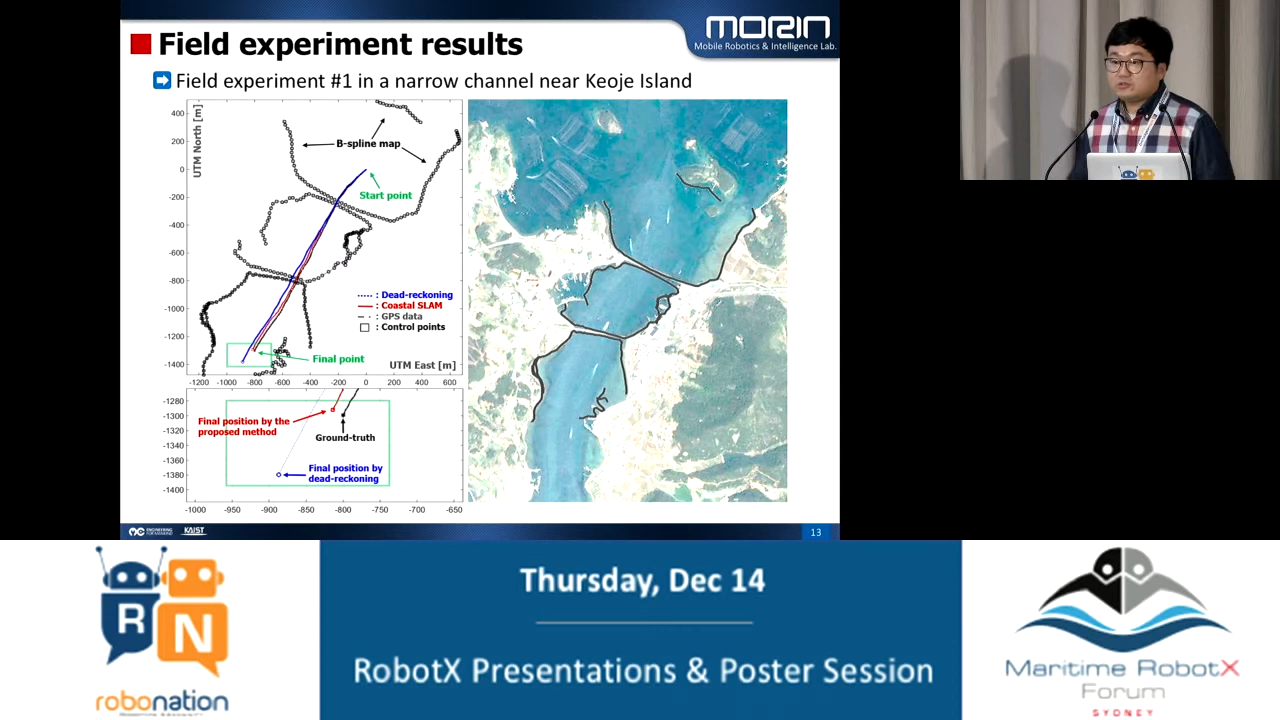 Field experiment results
MORIN
Mobile Robotics & Intelligence Lab.
Field experiment #1 in a narrow channel near Keoje Island
UTM North [m]
400
200
0
-200
-400
-600
-800
-1000
-1200
-1400
B-spline map
Start point
: Dead-reckoning
: Coastal SLAM
: GPS data
: Control points
Final point
UTM East [m]
-1200 -1000 -800 -600 -400 -200 0 200 400 600
-1280
-1300
-1320
-1340
-1360
-1380
-1400
Final position by the
proposed method
Ground-truth
Final position by
dead-reckoning
-1000 -950 -900 -850 -800 -750 -700 -650
KAIST
13
RN
robonation
Thursday, Dec 14
RobotX Presentations & Poster Session
Maritime RobotX
Forum
SYDNEY